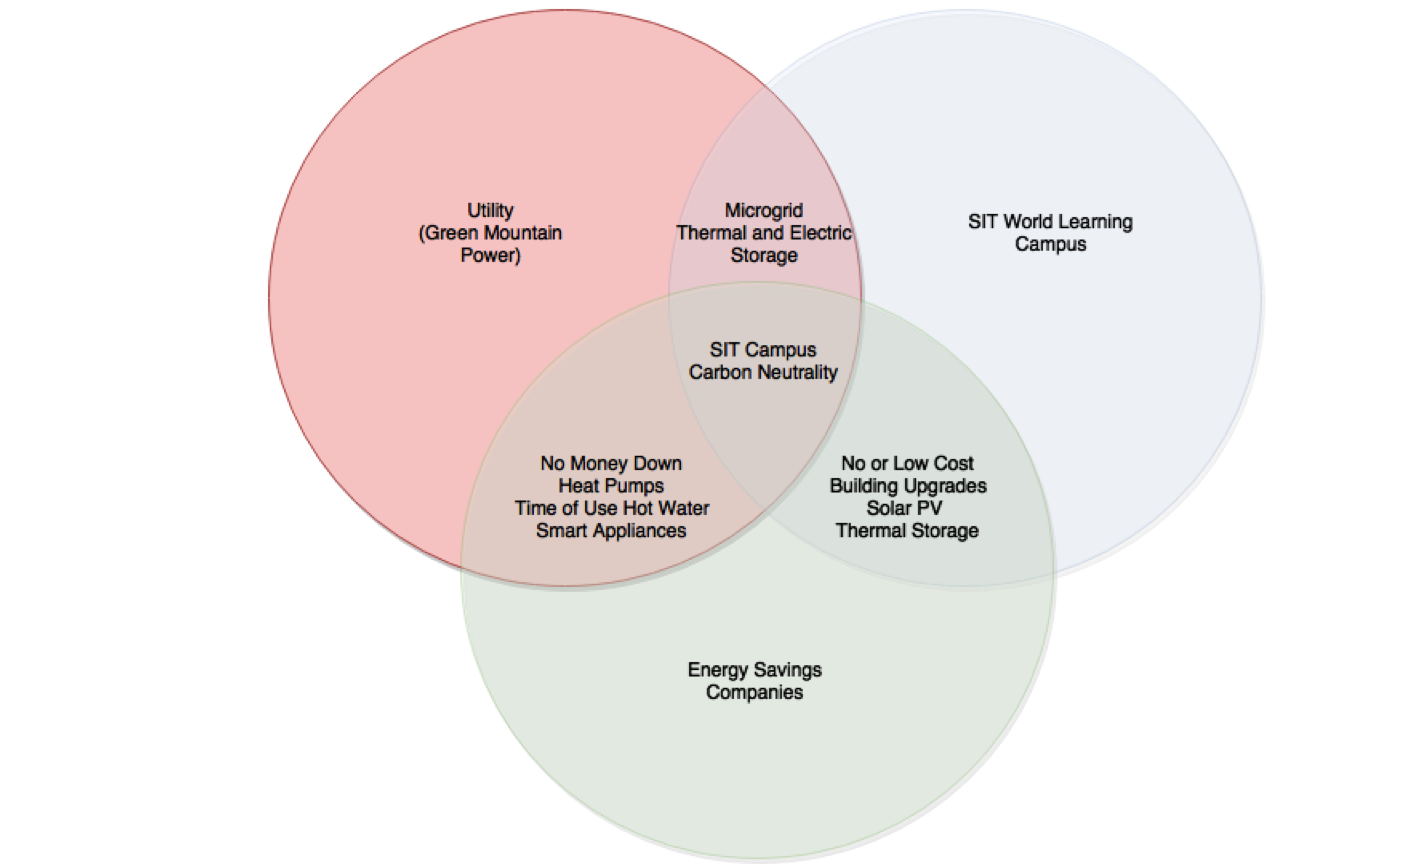 Utility
(Green Mountain
Power)
Microgrid
Thermal and Electric
Storage
SIT World Learning
Campus
SIT Campus
Carbon Neutrality
No Money Down
Heat Pumps
Time of Use Hot Water
Smart Appliances
No or Low Cost
Building Upgrades
Solar PV
Thermal Storage
Energy Savings
Companies